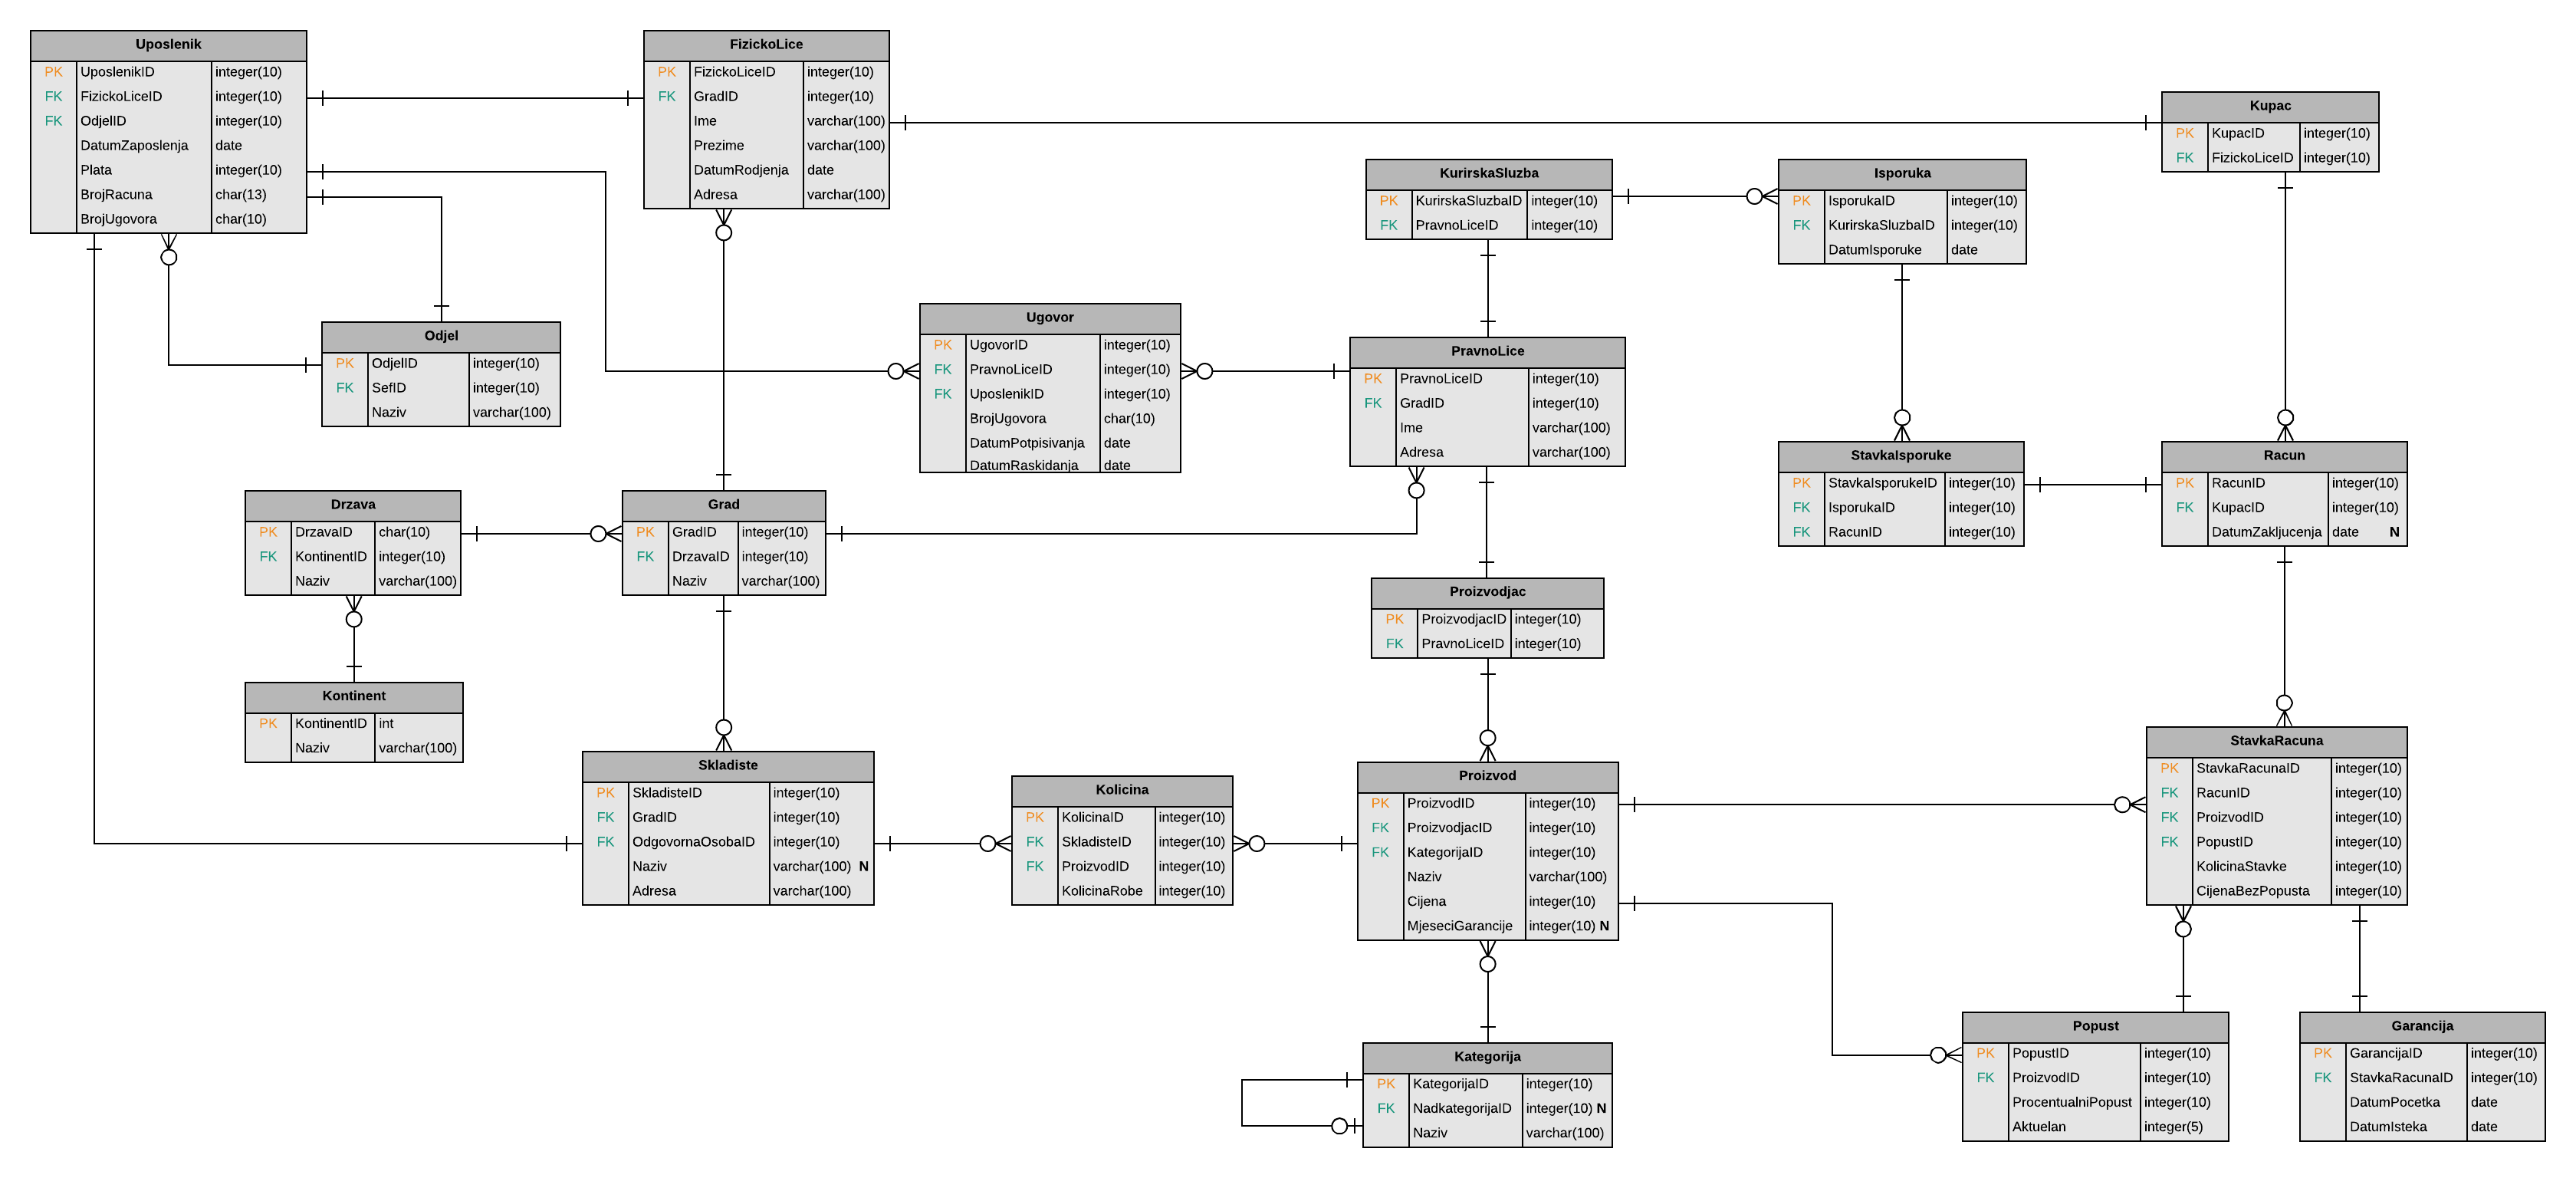 Uposlenik
PK UposlenikID integer(10)
FK FizickoLiceID integer(10)
FK OdjelID integer(10)
DatumZaposlenja date
Plata integer(10)
BrojRacuna char(13)
BrojUgovora char(10)
FizickoLice
PK FizickoLiceID integer(10)
FK GradID integer(10)
Ime varchar(100)
Prezime varchar(100)
DatumRodjenja date
Adresa varchar(100)
Kupac
PK KupacID integer(10)
FK FizickoLiceID integer(10)
KurirskaSluzba
PK KurirskaSluzbaID integer(10)
FK PravnoLiceID integer(10)
Isporuka
PK IsporukaID integer(10)
FK KurirskaSluzbaID integer(10)
DatumIsporuke date
Odjel
PK OdjelID integer(10)
FK SefID integer(10)
Naziv varchar(100)
Ugovor
PK UgovorID integer(10)
FK PravnoLiceID integer(10)
FK UposlenikID integer(10)
BrojUgovora char(10)
DatumPotpisivanja date
DatumRaskidanja date
PravnoLice
PK PravnoLiceID integer(10)
FK GradID integer(10)
Ime varchar(100)
Adresa varchar(100)
StavkaIsporuke
PK StavkaIsporukeID integer(10)
FK IsporukaID integer(10)
FK RacunID integer(10)
Racun
PK RacunID integer(10)
FK KupacID integer(10)
DatumZakljucenja date N
Drzava
PK DrzavaID char(10)
FK KontinentID integer(10)
Naziv varchar(100)
Grad
PK GradID integer(10)
FK DrzavaID integer(10)
Naziv varchar(100)
Proizvodjac
PK ProizvodjacID integer(10)
FK PravnoLiceID integer(10)
Kontinent
PK KontinentID int
Naziv varchar(100)
Skladiste
PK SkladisteID integer(10)
FK GradID integer(10)
FK OdgovornaOsobaID integer(10)
Naziv varchar(100) N
Adresa varchar(100)
Kolicina
PK KolicinaID integer(10)
FK SkladisteID integer(10)
FK ProizvodID integer(10)
KolicinaRobe integer(10)
Proizvod
PK ProizvodID integer(10)
FK ProizvodjacID integer(10)
FK KategorijaID integer(10)
Naziv varchar(100)
Cijena integer(10)
MjeseciGarancije integer(10) N
StavkaRacuna
PK StavkaRacunaID integer(10)
FK RacunID integer(10)
FK ProizvodID integer(10)
FK PopustID integer(10)
KolicinaStavke integer(10)
CijenaBezPopusta integer(10)
Kategorija
PK KategorijaID integer(10)
FK NadkategorijaID integer(10) N
Naziv varchar(100)
Popust
PK PopustID integer(10)
FK ProizvodID integer(10)
ProcentualniPopust integer(10)
Aktuelan integer(5)
Garancija
PK GarancijaID integer(10)
FK StavkaRacunaID integer(10)
DatumPocetka date
DatumIsteka date